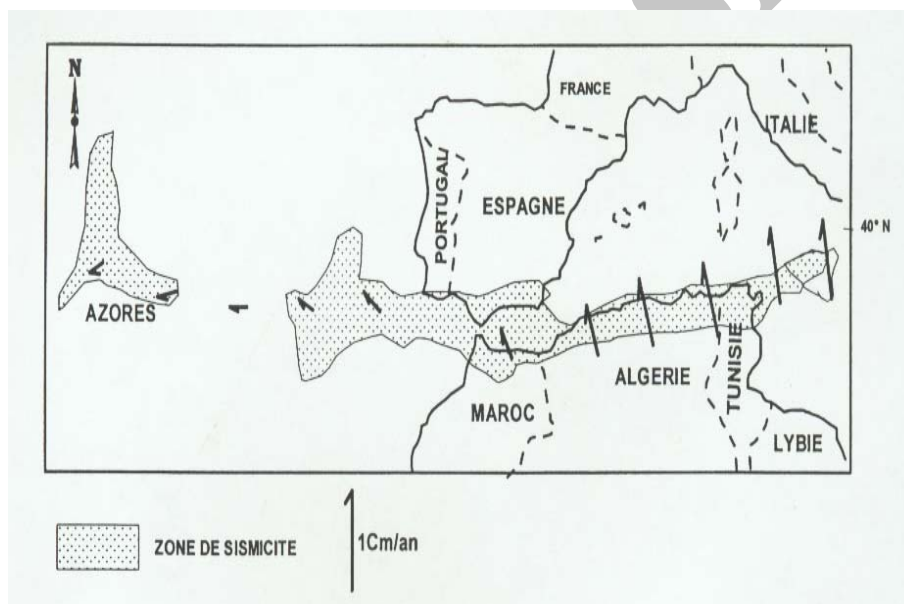 N
FRANCE
ITALIE
PORTUGAL
ESPAGNE
40° N
AZORES
ALGERIE
TUNISIE
MAROC
LYBIE
ZONE DE SISMICITE
1Cm/an